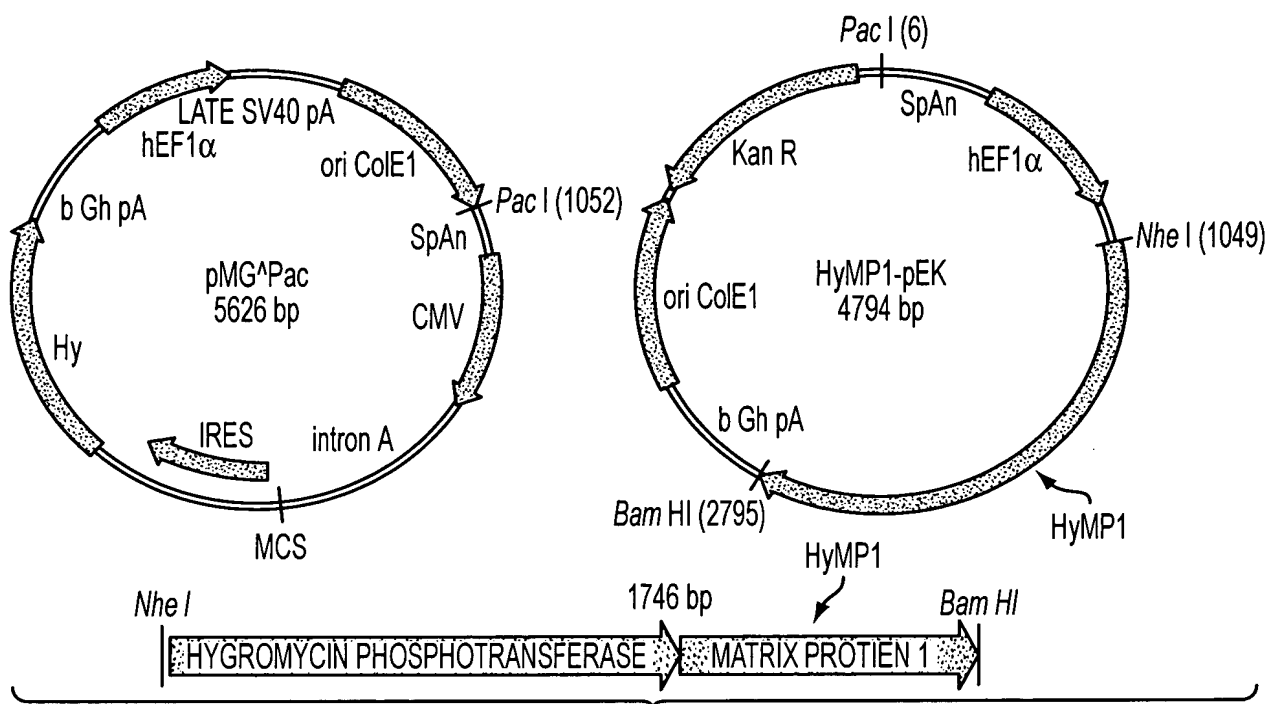 LATE SV40 pA
hEF1α
ori ColE1
b Gh pA
Pac I (1052)
SpAn
pMG^Pac
5626 bp
CMV
Hy
IRES
intron A
MCS
Pac I (6)
SpAn
Kan R
hEF1α
Nhe I (1049)
HyMP1-pEK
4794 bp
ori ColE1
b Gh pA
Bam HI (2795)
HyMP1
HyMP1
Nhe I
1746 bp
Bam HI
HYGROMYCIN PHOSPHOTRANSFERASE
MATRIX PROTIEN 1